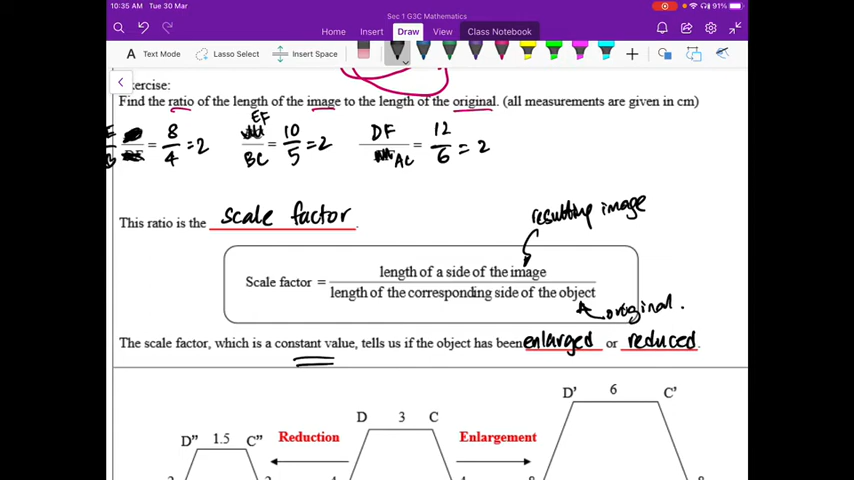 10:35 AM Tue 30 Mar
91%
Sec 1 G3C Mathematics
Home Insert Draw View Class Notebook
Text Mode Lasso Select Insert Space
xercise:
Find the ratio of the length of the image to the length of the original. (all measurements are given in cm)
= 8/4 = 2 EF/BC = 10/5 = 2 DF/AC = 12/6 = 2
This ratio is the scale factor.
resulting image
Scale factor = length of a side of the image
length of the corresponding side of the object
original.
The scale factor, which is a constant value, tells us if the object has been enlarged or reduced.
D' 6 C'
D 3 C
D" 1.5 C" Reduction Enlargement